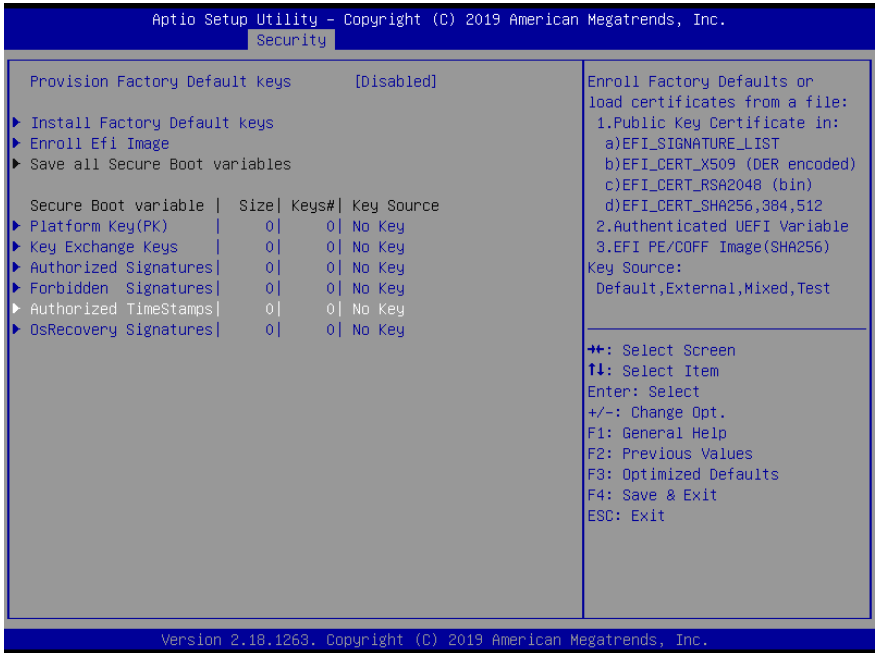 Aptio Setup Utility – Copyright (C) 2019 American Megatrends, Inc.
Security
Provision Factory Default keys [Disabled]
Install Factory Default keys
Enroll Efi Image
Save all Secure Boot variables
Secure Boot variable | Size| Keys#| Key Source
Platform Key(PK) | 0| 0| No Key
Key Exchange Keys | 0| 0| No Key
Authorized Signatures| 0| 0| No Key
Forbidden Signatures| 0| 0| No Key
Authorized TimeStamps| 0| 0| No Key
OsRecovery Signatures| 0| 0| No Key
Enroll Factory Defaults or
load certificates from a file:
1.Public Key Certificate in:
a)EFI_SIGNATURE_LIST
b)EFI_CERT_X509 (DER encoded)
c)EFI_CERT_RSA2048 (bin)
d)EFI_CERT_SHA256,384,512
2.Authenticated UEFI Variable
3.EFI PE/COFF Image(SHA256)
Key Source:
Default,External,Mixed,Test
→←: Select Screen
↑↓: Select Item
Enter: Select
+/-: Change Opt.
F1: General Help
F2: Previous Values
F3: Optimized Defaults
F4: Save & Exit
ESC: Exit
Version 2.18.1263. Copyright (C) 2019 American Megatrends, Inc.